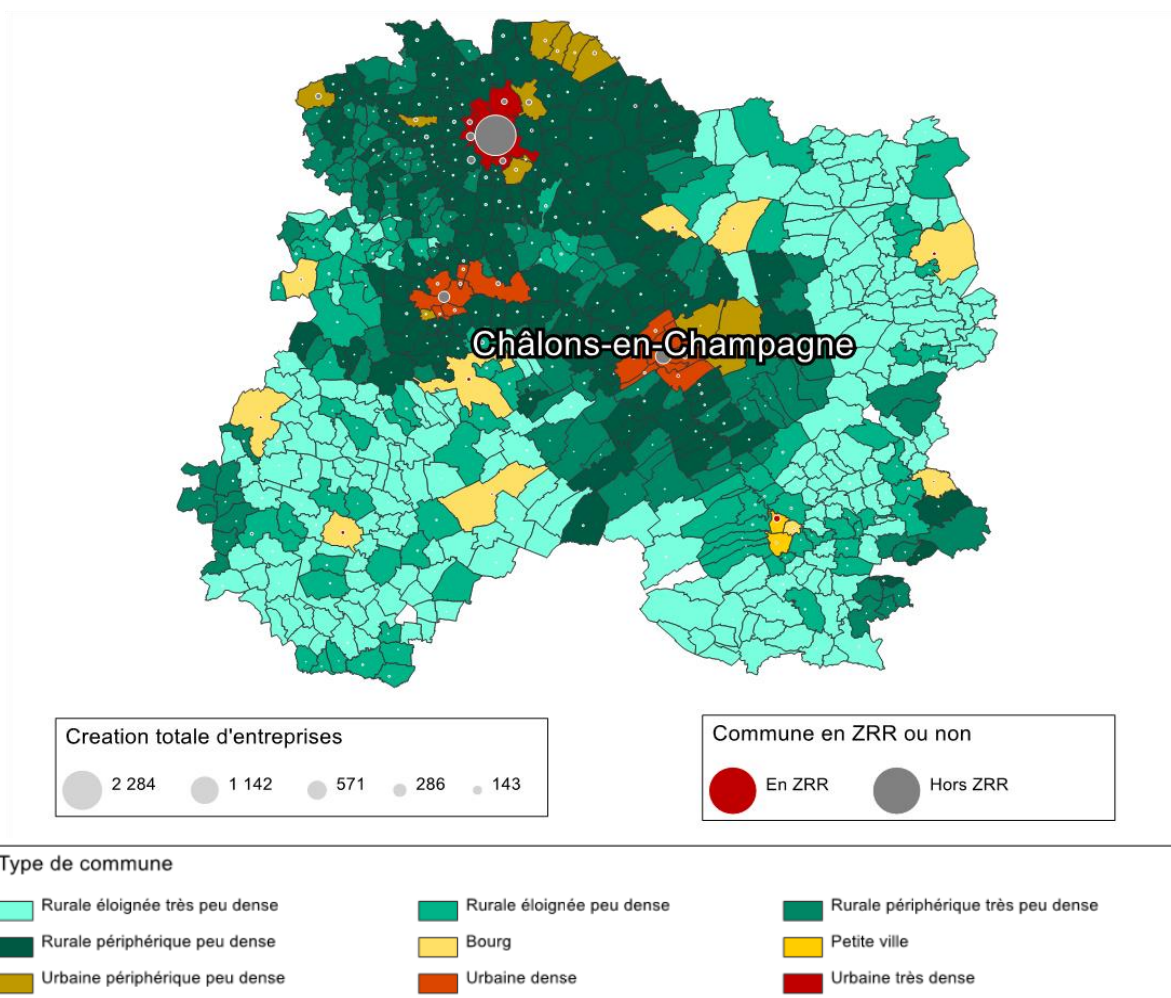 Châlons-en-Champagne
Creation totale d'entreprises
2 284 1 142 571 286 143
Commune en ZRR ou non
En ZRR Hors ZRR
Type de commune
Rurale éloignée très peu dense Rurale éloignée peu dense Rurale périphérique très peu dense
Rurale périphérique peu dense Bourg Petite ville
Urbaine périphérique peu dense Urbaine dense Urbaine très dense